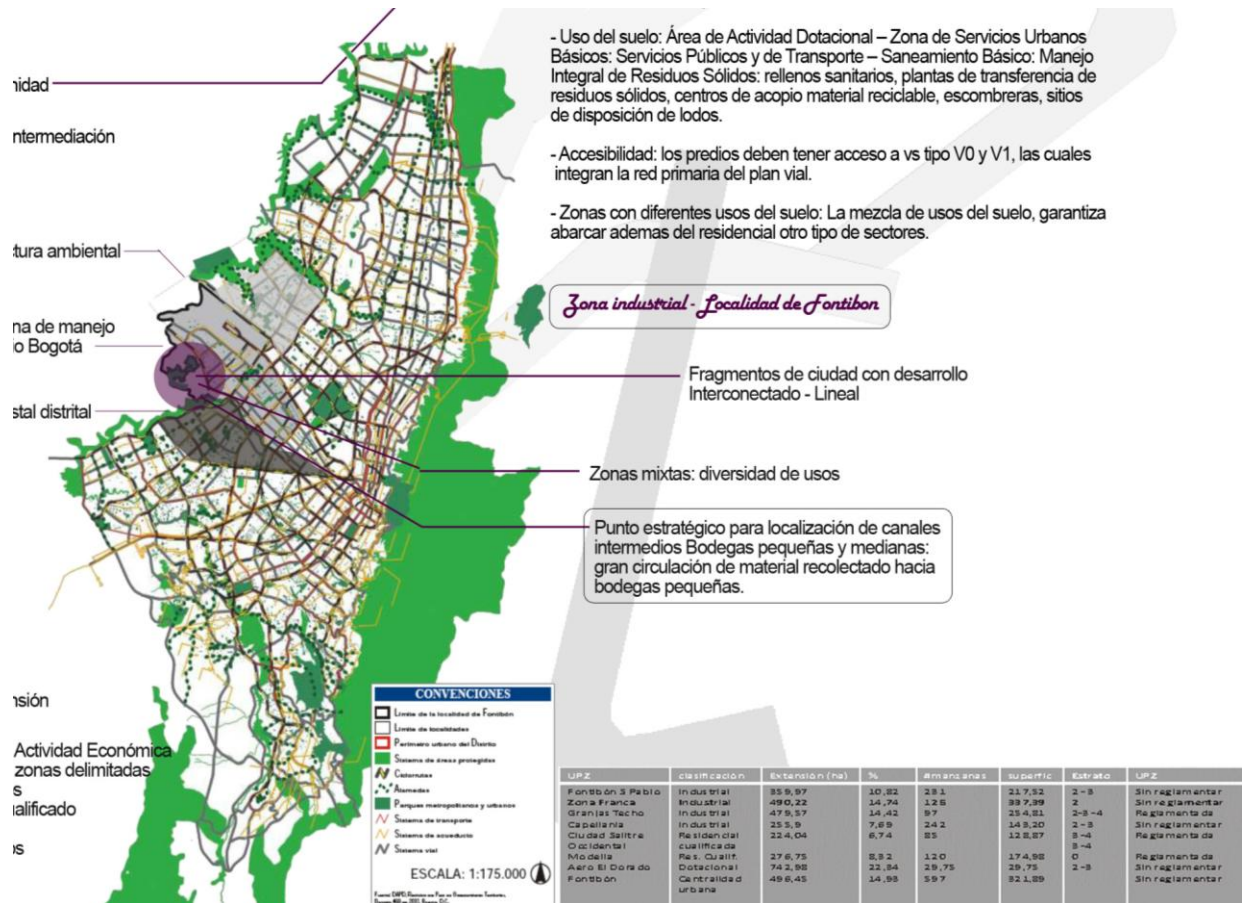 - Uso del suelo: Área de Actividad Dotacional – Zona de Servicios Urbanos
Básicos: Servicios Públicos y de Transporte – Saneamiento Básico: Manejo
Integral de Residuos Sólidos: rellenos sanitarios, plantas de transferencia de
residuos sólidos, centros de acopio material reciclable, escombreras, sitios
de disposición de lodos.
- Accesibilidad: los predios deben tener acceso a vs tipo V0 y V1, las cuales
integran la red primaria del plan vial.
- Zonas con diferentes usos del suelo: La mezcla de usos del suelo, garantiza
abarcar ademas del residencial otro tipo de sectores.
nidad
ntermediación
tura ambiental
na de manejo
io Bogotá
stal distrital
Zona industrial - Localidad de Fontibon
Fragmentos de ciudad con desarrollo
Interconectado - Lineal
Zonas mixtas: diversidad de usos
Punto estratégico para localización de canales
intermedios Bodegas pequeñas y medianas:
gran circulación de material recolectado hacia
bodegas pequeñas.
nsión
Actividad Económica
zonas delimitadas
s
ualificado
os
CONVENCIONES
Límite de la localidad de Fontibón
Límite de localidades
Perímetro urbano del Distrito
Sistema de áreas protegidas
Ciclorutas
Alamedas
Parques metropolitanos y urbanos
Sistema de transporte
Sistema de acueducto
Sistema vial
ESCALA: 1:175.000
UPZ clasificación Extensión (ha) % #manzanas superfic Estrato UPZ
Fontibón S Pablo Industrial 359,97 10,82 231 217,52 2-3 Sin reglamentar
Zona Franca Industrial 490,22 14,74 126 337,39 2 Sin reglamentar
Granjas Techo Industrial 479,57 14,42 97 254,81 2-3-4 Reglamentada
Capellanía Industrial 255,9 7,69 242 143,20 2-3 Sin reglamentar
Ciudad Salitre Residencial 224,04 6,74 85 128,87 3-4 Reglamentada
Occidental cualificada 3-4
Modelia Res. Cualif. 276,75 8,32 120 174,98 0 Reglamentada
Aero El Dorado Dotacional 742,98 22,34 29,75 29,75 2-3 Sin reglamentar
Fontibón Centralidad 496,45 14,93 597 321,89 Sin reglamentar
urbana